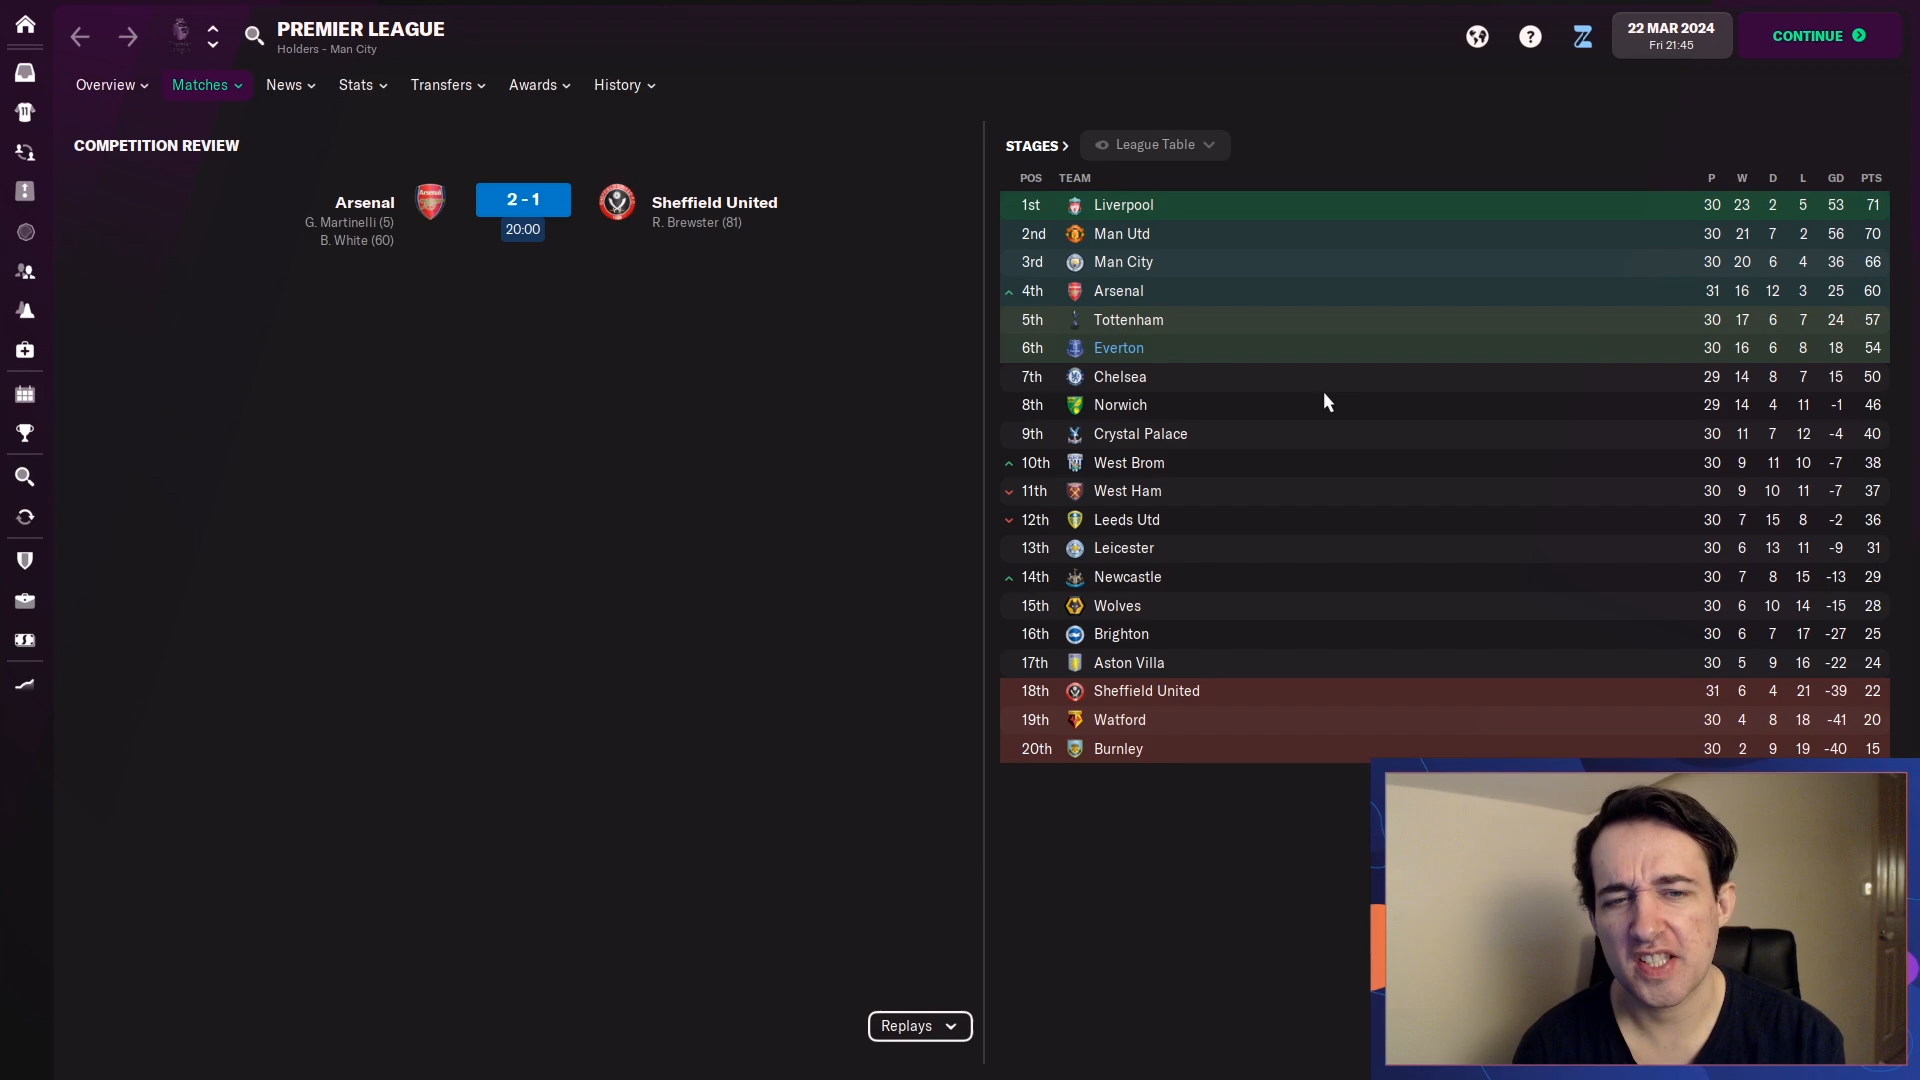 PREMIER LEAGUE
Holders - Man City
22 MAR 2024
Fri 21:45
CONTINUE
Overview
Matches
News
Stats
Transfers
Awards
History
COMPETITION REVIEW
Arsenal 2 - 1 Sheffield United
G. Martinelli (5) R. Brewster (81)
B. White (60) 20:00
STAGES
League Table
POS TEAM P W D L GD PTS
1st Liverpool 30 23 2 5 53 71
2nd Man Utd 30 21 7 2 56 70
3rd Man City 30 20 6 4 36 66
4th Arsenal 31 16 12 3 25 60
5th Tottenham 30 17 6 7 24 57
6th Everton 30 16 6 8 18 54
7th Chelsea 29 14 8 7 15 50
8th Norwich 29 14 4 11 -1 46
9th Crystal Palace 30 11 7 12 -4 40
10th West Brom 30 9 11 10 -7 38
11th West Ham 30 9 10 11 -7 37
12th Leeds Utd 30 7 15 8 -2 36
13th Leicester 30 6 13 11 -9 31
14th Newcastle 30 7 8 15 -13 29
15th Wolves 30 6 10 14 -15 28
16th Brighton 30 6 7 17 -27 25
17th Aston Villa 30 5 9 16 -22 24
18th Sheffield United 31 6 4 21 -39 22
19th Watford 30 4 8 18 -41 20
20th Burnley 30 2 9 19 -40 15
Replays